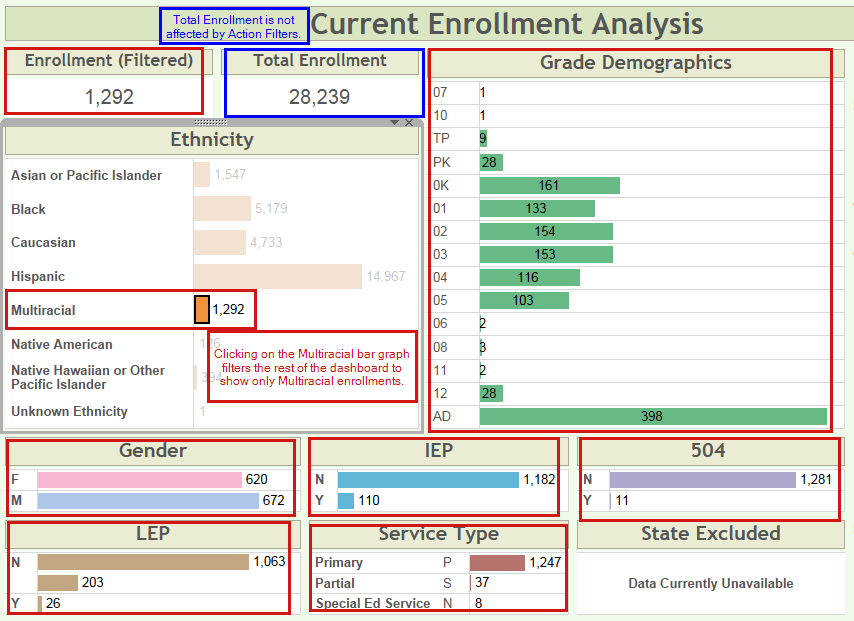 Total Enrollment is not
affected by Action Filters.
Current Enrollment Analysis
Enrollment (Filtered)
1,292
Total Enrollment
28,239
Ethnicity
Asian or Pacific Islander 1,547
Black 5,179
Caucasian 4,733
Hispanic 14,967
Multiracial 1,292
Native American 126
Native Hawaiian or Other
Pacific Islander 394
Unknown Ethnicity 1
Clicking on the Multiracial bar graph
filters the rest of the dashboard to
show only Multiracial enrollments.
Grade Demographics
07 1
10 1
TP 9
PK 28
0K 161
01 133
02 154
03 153
04 116
05 103
06 2
08 3
11 2
12 28
AD 398
Gender
F 620
M 672
IEP
N 1,182
Y 110
504
N 1,281
Y 11
LEP
N 1,063
203
Y 26
Service Type
Primary P 1,247
Partial S 37
Special Ed Service N 8
State Excluded
Data Currently Unavailable